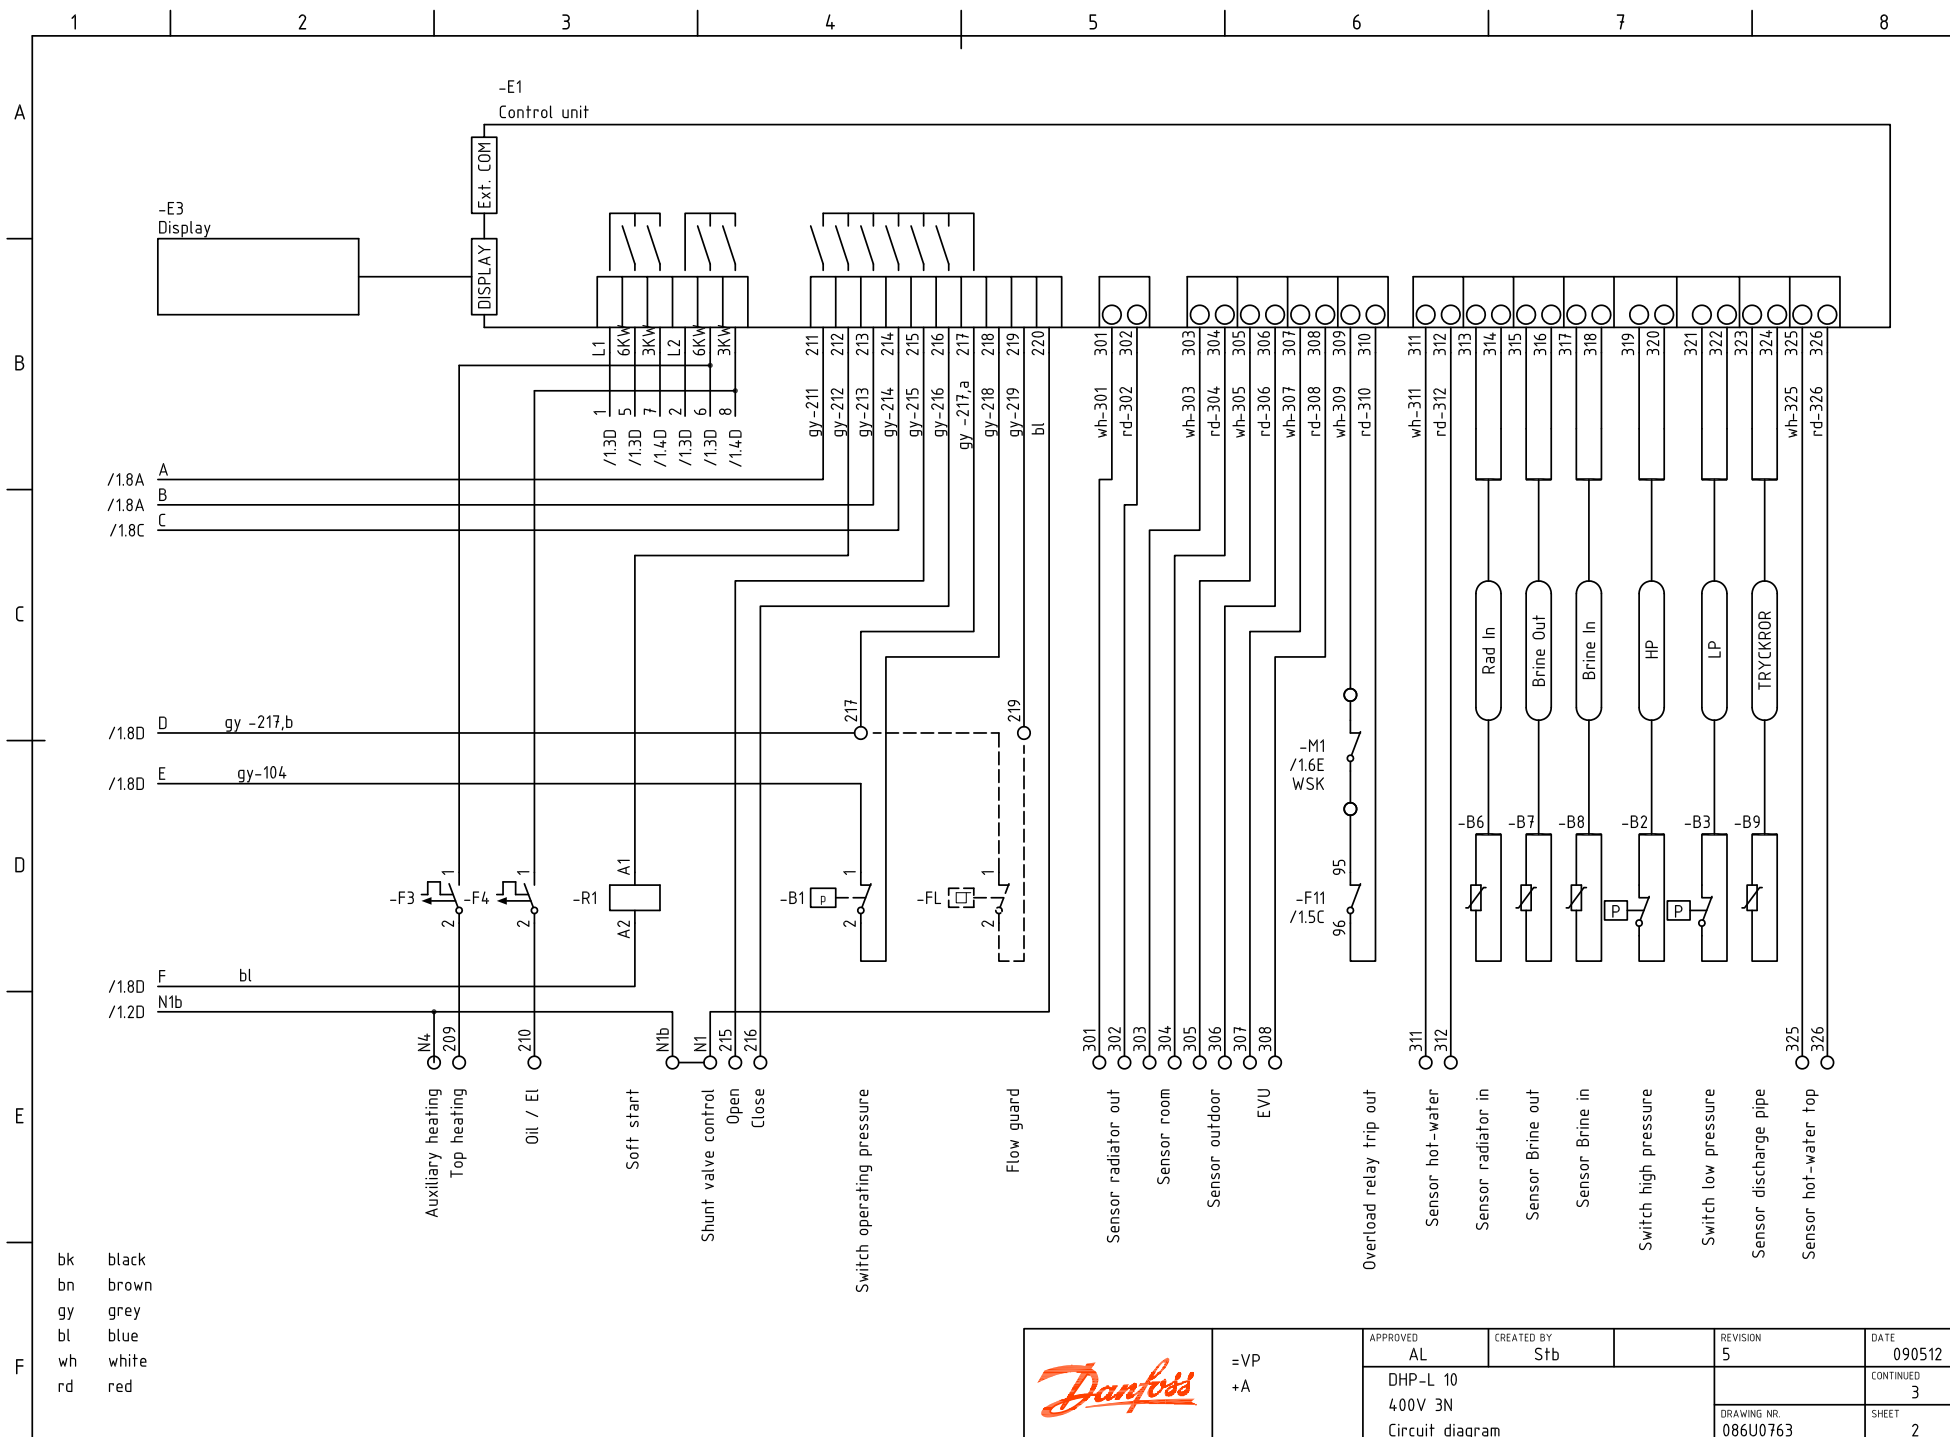 1 2 3 4 5 6 7 8
A
B
C
D
E
F
-E1
Control unit
Ext. COM
DISPLAY
-E3
Display
L1 6KW 3KW L2 6KW 3KW
1 5 7 2 6 8
/1.3D /1.3D /1.4D /1.3D /1.3D /1.4D
211 212 213 214 215 216 217 218 219 220
gy-211 gy-212 gy-213 gy-214 gy-215 gy-216 gy -217,a gy-218 gy-219 bl
301 302
wh-301 rd-302
303 304 305 306 307 308 309 310
wh-303 rd-304 wh-305 rd-306 wh-307 rd-308 wh-309 rd-310
311 312 313 314 315 316 317 318 319 320 321 322 323 324 325 326
wh-311 rd-312 wh-325 rd-326
/1.8A A
/1.8A B
/1.8C C
/1.8D D gy -217,b
/1.8D E gy-104
/1.8D F bl
/1.2D N1b
217 219
Rad In
Brine Out
Brine In
HP
LP
TRYCKROR
-M1
/1.6E
WSK
-F3 1 2
-F4 1 2
-R1 A1 A2
-B1 p 1 2
-FL 1 2
-F11
/1.5C
95 96
-B6 -B7 -B8 -B2 -B3 -B9
P P
N4 209 210 N1b N1 215 216
301 302 303 304 305 306 307 308
311 312
325 326
Auxiliary heating
Top heating
Oil / El
Soft start
Shunt valve control
Open
Close
Switch operating pressure
Flow guard
Sensor radiator out
Sensor room
Sensor outdoor
EVU
Overload relay trip out
Sensor hot-water
Sensor radiator in
Sensor Brine out
Sensor Brine in
Switch high pressure
Switch low pressure
Sensor discharge pipe
Sensor hot-water top
bk black
bn brown
gy grey
bl blue
wh white
rd red
Danfoss
=VP
+A
APPROVED
AL
CREATED BY
Stb
REVISION
5
DATE
090512
DHP-L 10
400V 3N
Circuit diagram
CONTINUED
3
DRAWING NR.
086U0763
SHEET
2